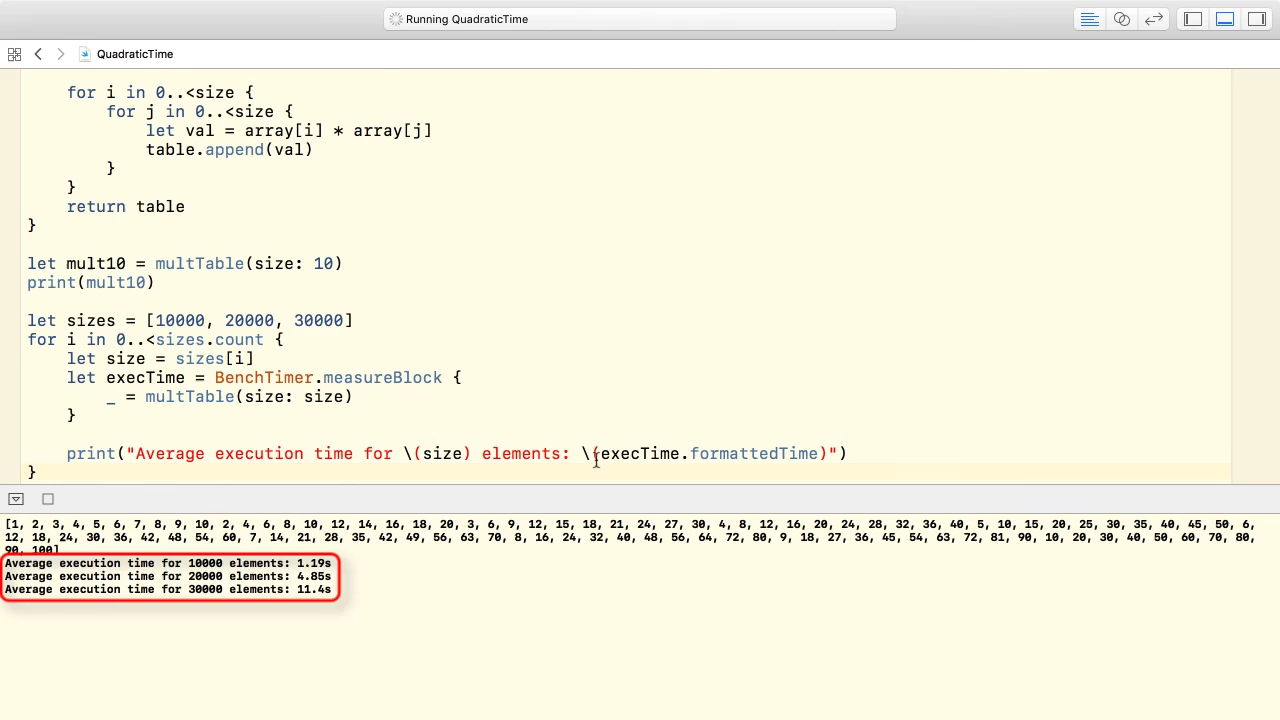 Running QuadraticTime
QuadraticTime
for i in 0..<size {
for j in 0..<size {
let val = array[i] * array[j]
table.append(val)
}
}
return table
}
let mult10 = multTable(size: 10)
print(mult10)
let sizes = [10000, 20000, 30000]
for i in 0..<sizes.count {
let size = sizes[i]
let execTime = BenchTimer.measureBlock {
_ = multTable(size: size)
}
print("Average execution time for \(size) elements: \(execTime.formattedTime)")
}
[1, 2, 3, 4, 5, 6, 7, 8, 9, 10, 2, 4, 6, 8, 10, 12, 14, 16, 18, 20, 3, 6, 9, 12, 15, 18, 21, 24, 27, 30, 4, 8, 12, 16, 20, 24, 28, 32, 36, 40, 5, 10, 15, 20, 25, 30, 35, 40, 45, 50, 6,
12, 18, 24, 30, 36, 42, 48, 54, 60, 7, 14, 21, 28, 35, 42, 49, 56, 63, 70, 8, 16, 24, 32, 40, 48, 56, 64, 72, 80, 9, 18, 27, 36, 45, 54, 63, 72, 81, 90, 10, 20, 30, 40, 50, 60, 70, 80,
90, 100]
Average execution time for 10000 elements: 1.19s
Average execution time for 20000 elements: 4.85s
Average execution time for 30000 elements: 11.4s